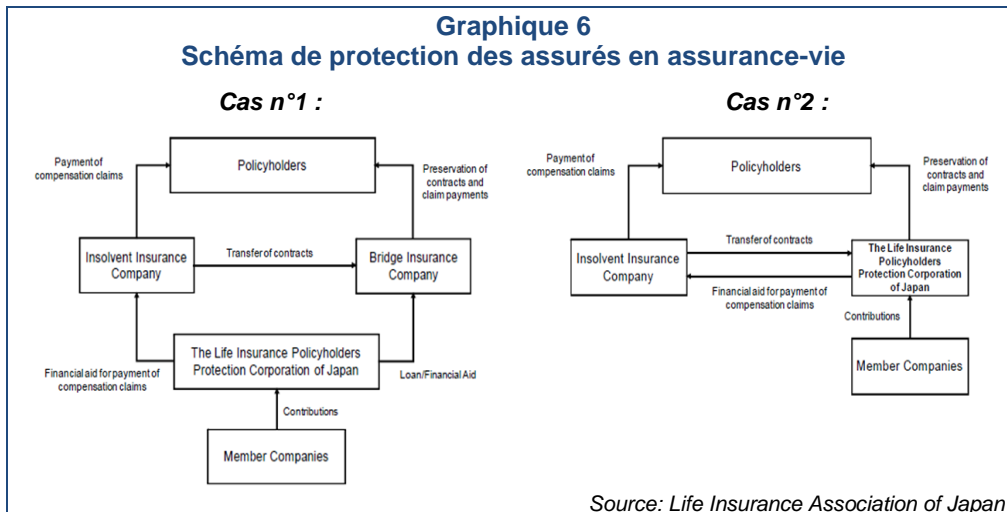 Graphique 6
Schéma de protection des assurés en assurance-vie
Cas n°1 :
Payment of
compensation claims
Policyholders
Preservation of
contracts and
claim payments
Insolvent Insurance
Company
Transfer of contracts
Bridge Insurance
Company
Financial aid for payment of
compensation claims
The Life Insurance Policyholders
Protection Corporation of Japan
Loan/Financial Aid
Contributions
Member Companies
Cas n°2 :
Payment of
compensation claims
Policyholders
Preservation of
contracts and
claim payments
Insolvent Insurance
Company
Transfer of contracts
Financial aid for payment of
compensation claims
The Life Insurance
Policyholders
Protection Corporation
of Japan
Contributions
Member Companies
Source: Life Insurance Association of Japan